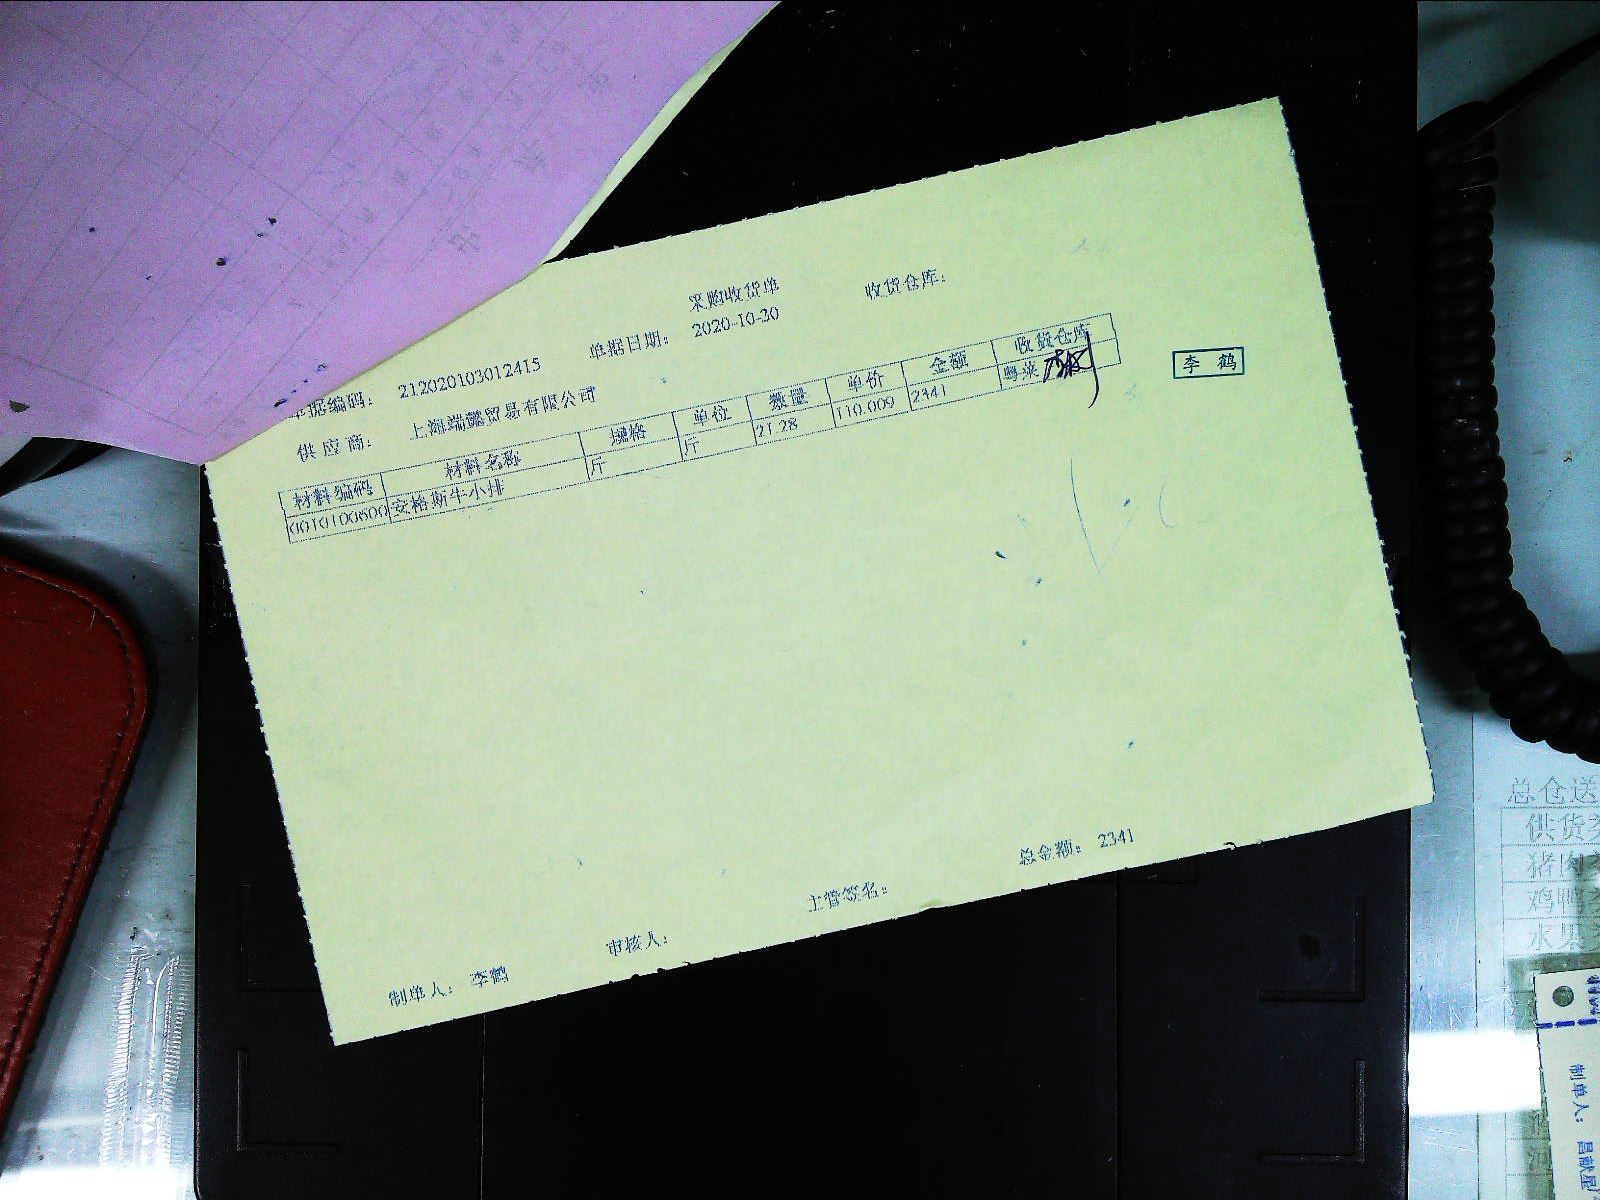 采购收货单
收货仓库:
单据编码: 212020103012415
单据日期: 2020-10-30
供应商: 上海瑞懿贸易有限公司
材料编码 材料名称 规格 单位 数量 单价 金额 收货仓库
0010100600 安格斯牛小排 斤 斤 21.28 110.009 2341 粤菜
李鹤
总金额: 2341
主管签名:
审核人:
制单人: 李鹤
总仓送
供货
猪肉
鸡鸭
水果
制单人: